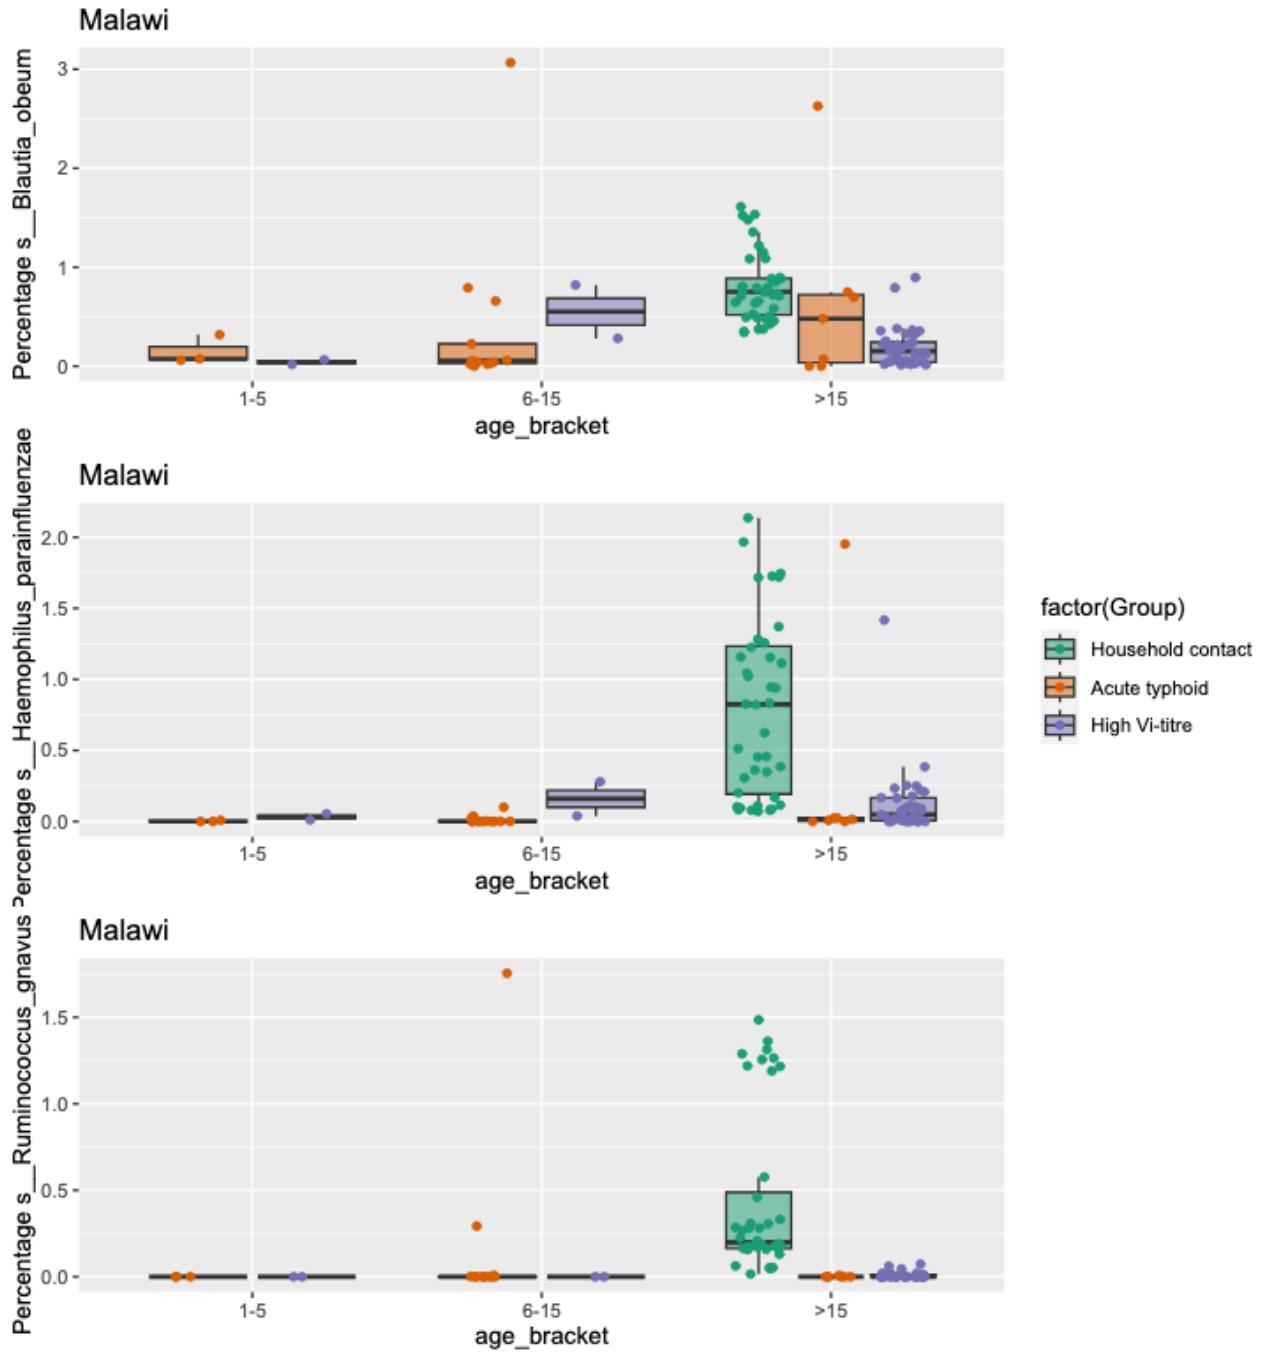 Malawi
Percentage s__Blautia_obeum
3
2
1
0
1-5
6-15
>15
age_bracket
Malawi
Percentage s__Haemophilus_parainfluenzae
2.0
1.5
1.0
0.5
0.0
1-5
6-15
>15
age_bracket
factor(Group)
Household contact
Acute typhoid
High Vi-titre
Malawi
Percentage s__Ruminococcus_gnavus
1.5
1.0
0.5
0.0
1-5
6-15
>15
age_bracket